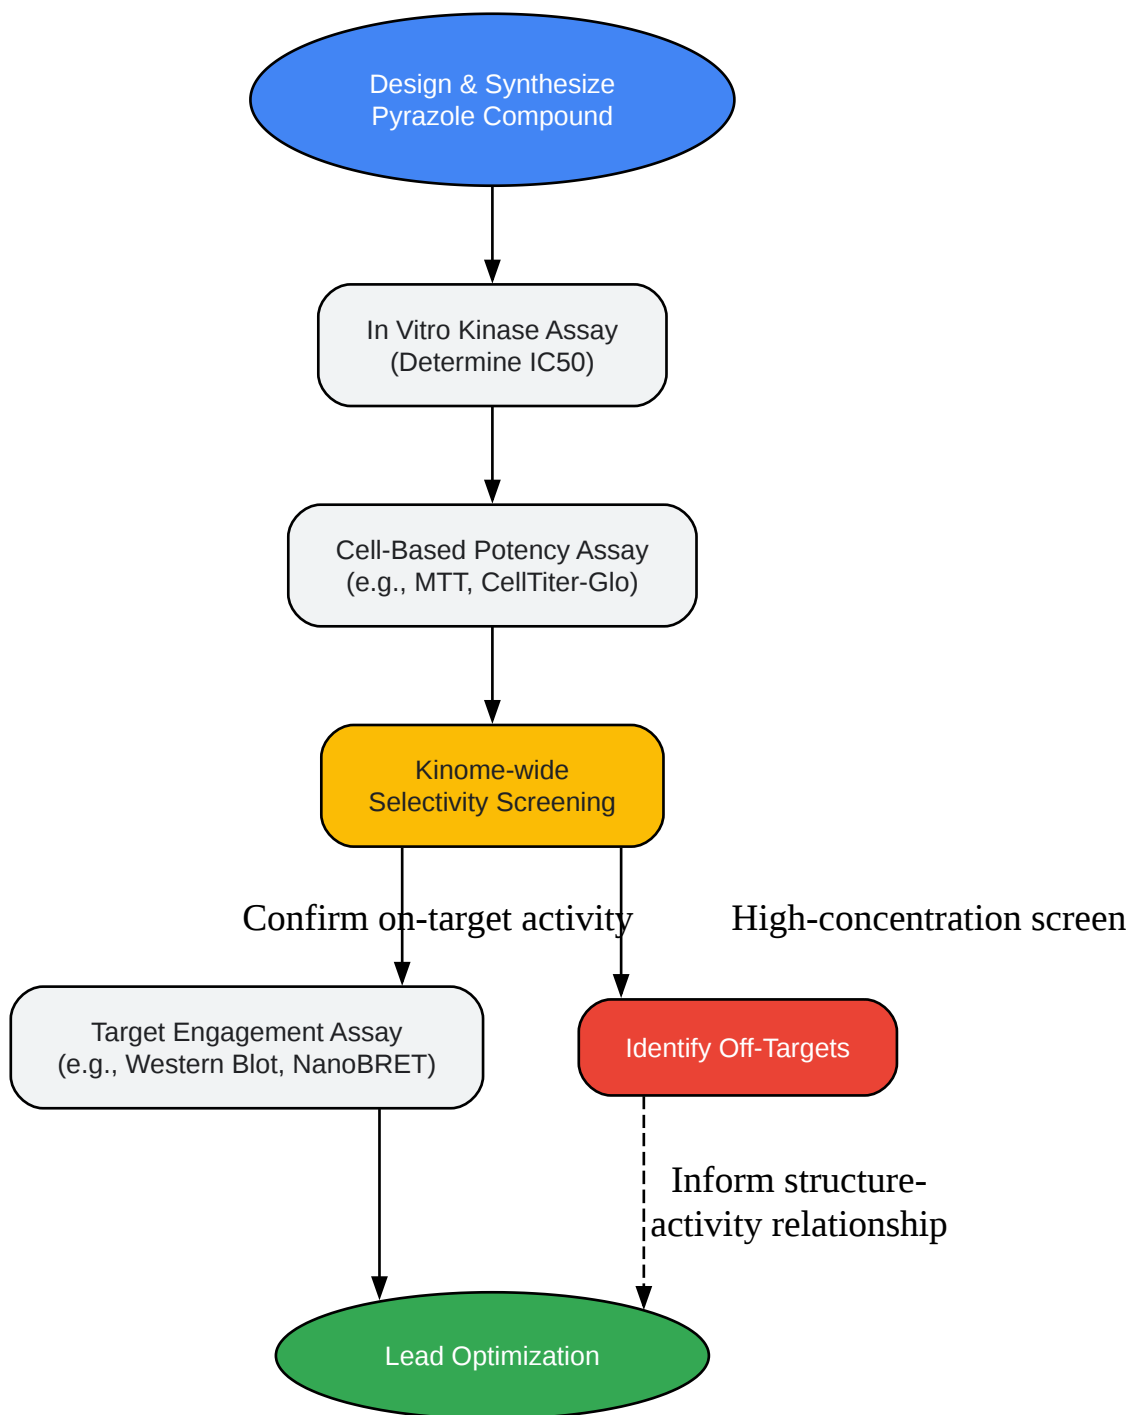 Design & Synthesize
Pyrazole Compound
In Vitro Kinase Assay
(Determine IC50)
Cell-Based Potency Assay
(e.g., MTT, CellTiter-Glo)
Kinome-wide
Selectivity Screening
Confirm on-target activity
High-concentration screen
Target Engagement Assay
(e.g., Western Blot, NanoBRET)
Identify Off-Targets
Inform structure-
activity relationship
Lead Optimization